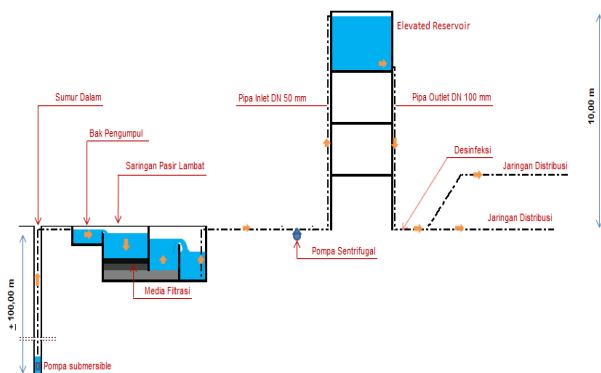 Elevated Reservoir
Sumur Dalam
Pipa Inlet DN 50 mm
Pipa Outlet DN 100 mm
10,00 m
Bak Pengumpul
Desinfeksi
Saringan Pasir Lambat
Jaringan Distribusi
Jaringan Distribusi
Pompa Sentrifugal
Media Filtrasi
± 100,00 m
Pompa submersible